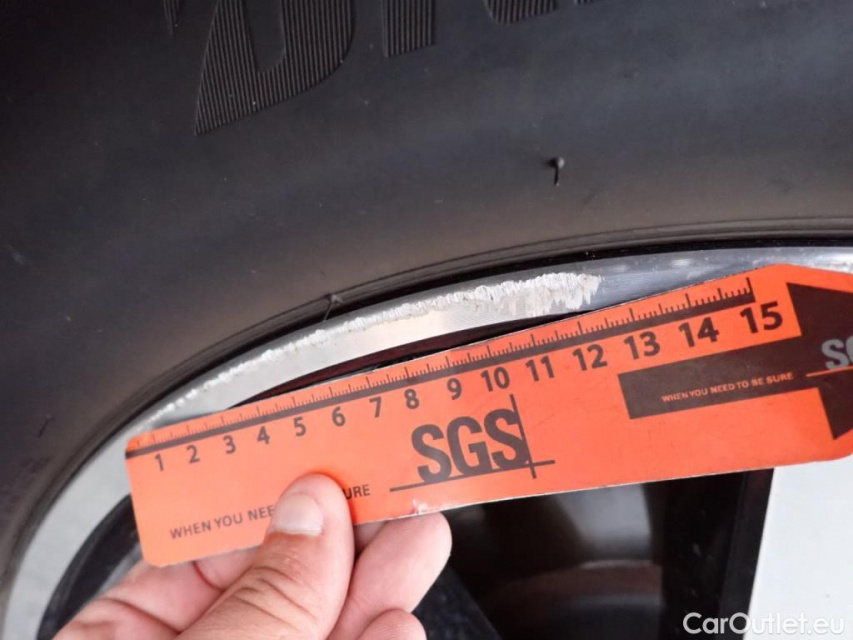 1 2 3 4 5 6 7 8 9 10 11 12 13 14 15
SGS
WHEN YOU NEED TO BE SURE
WHEN YOU NEE URE
CarOutlet.eu